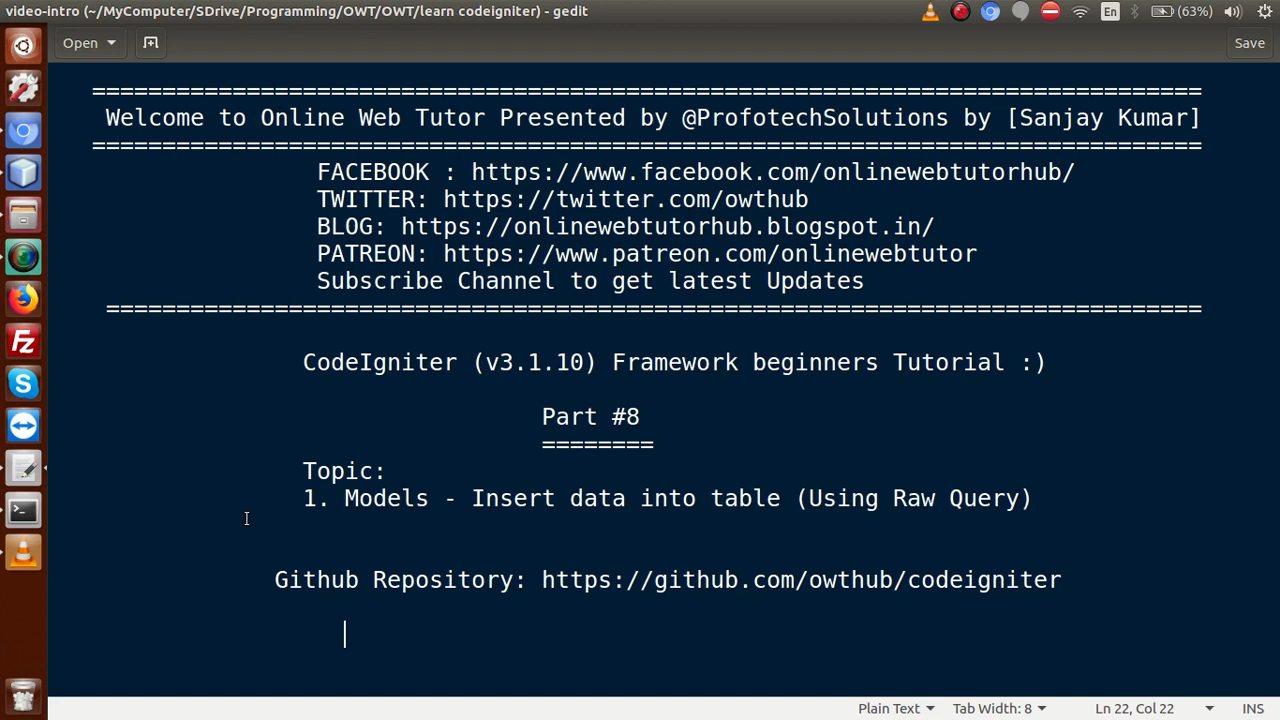 video-intro (~/MyComputer/SDrive/Programming/OWT/OWT/learn codeigniter) - gedit
En
(63%)
Open
Save
===============================================================================
Welcome to Online Web Tutor Presented by @ProfotechSolutions by [Sanjay Kumar]
===============================================================================
FACEBOOK : https://www.facebook.com/onlinewebtutorhub/
TWITTER: https://twitter.com/owthub
BLOG: https://onlinewebtutorhub.blogspot.in/
PATREON: https://www.patreon.com/onlinewebtutor
Subscribe Channel to get latest Updates
==============================================================================
CodeIgniter (v3.1.10) Framework beginners Tutorial :)
Part #8
========
Topic:
1. Models - Insert data into table (Using Raw Query)
Github Repository: https://github.com/owthub/codeigniter
Plain Text
Tab Width: 8
Ln 22, Col 22
INS